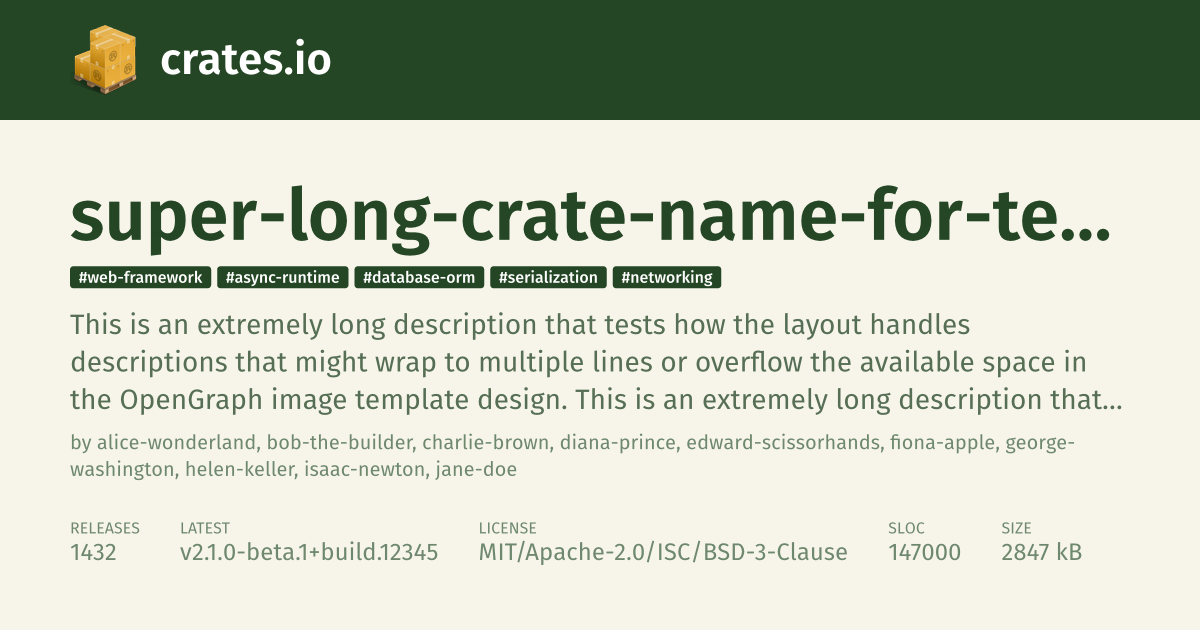 crates.io
super-long-crate-name-for-te...
#web-framework #async-runtime #database-orm #serialization #networking
This is an extremely long description that tests how the layout handles
descriptions that might wrap to multiple lines or overflow the available space in
the OpenGraph image template design. This is an extremely long description that...
by alice-wonderland, bob-the-builder, charlie-brown, diana-prince, edward-scissorhands, fiona-apple, george-
washington, helen-keller, isaac-newton, jane-doe
RELEASES LATEST LICENSE SLOC SIZE
1432 v2.1.0-beta.1+build.12345 MIT/Apache-2.0/ISC/BSD-3-Clause 147000 2847 kB